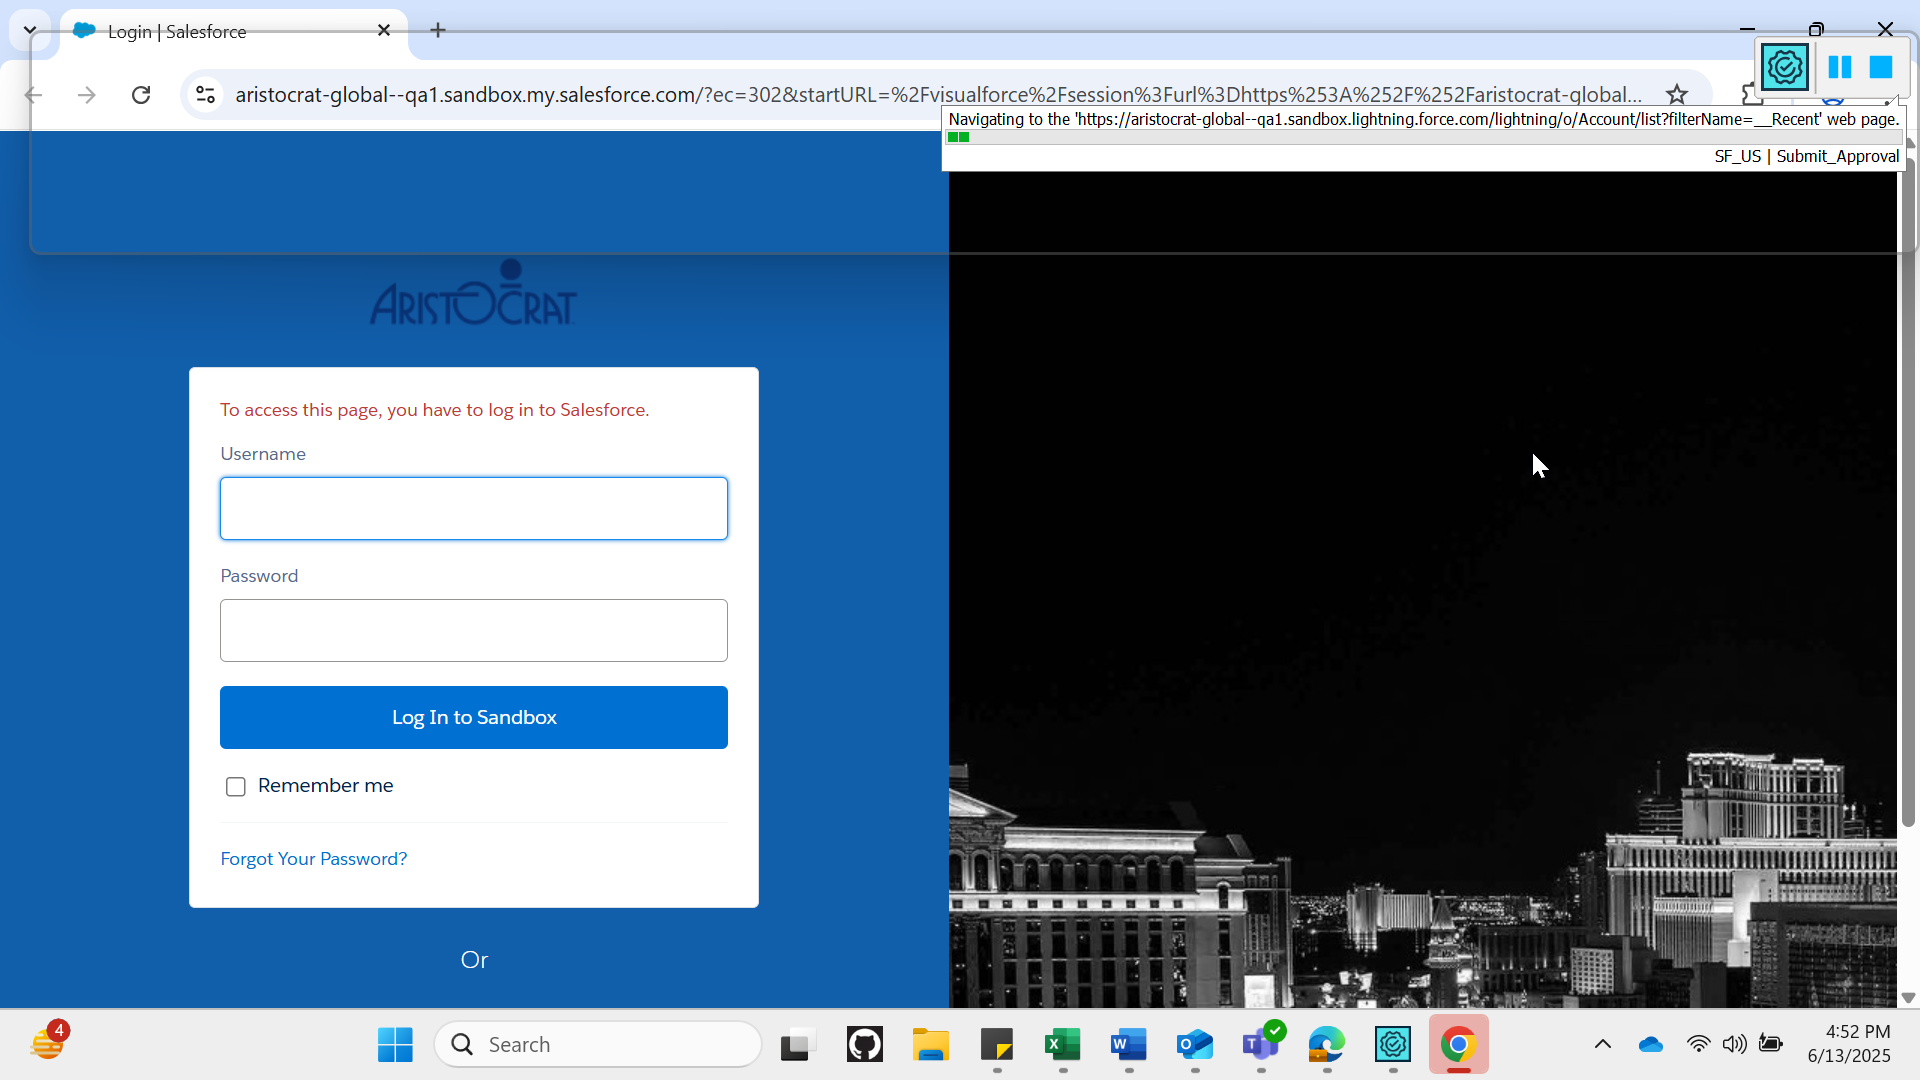 Login | Salesforce
aristocrat-global--qa1.sandbox.my.salesforce.com/?ec=302&startURL=%2Fvisualforce%2Fsession%3Furl%3Dhttps%253A%252F%252Faristocrat-global...
Navigating to the 'https://aristocrat-global--qa1.sandbox.lightning.force.com/lightning/o/Account/list?filterName=__Recent' web page.
SF_US | Submit_Approval
ARISTOCRAT
To access this page, you have to log in to Salesforce.
Username
Password
Log In to Sandbox
Remember me
Forgot Your Password?
Or
4
Search
4:52 PM
6/13/2025